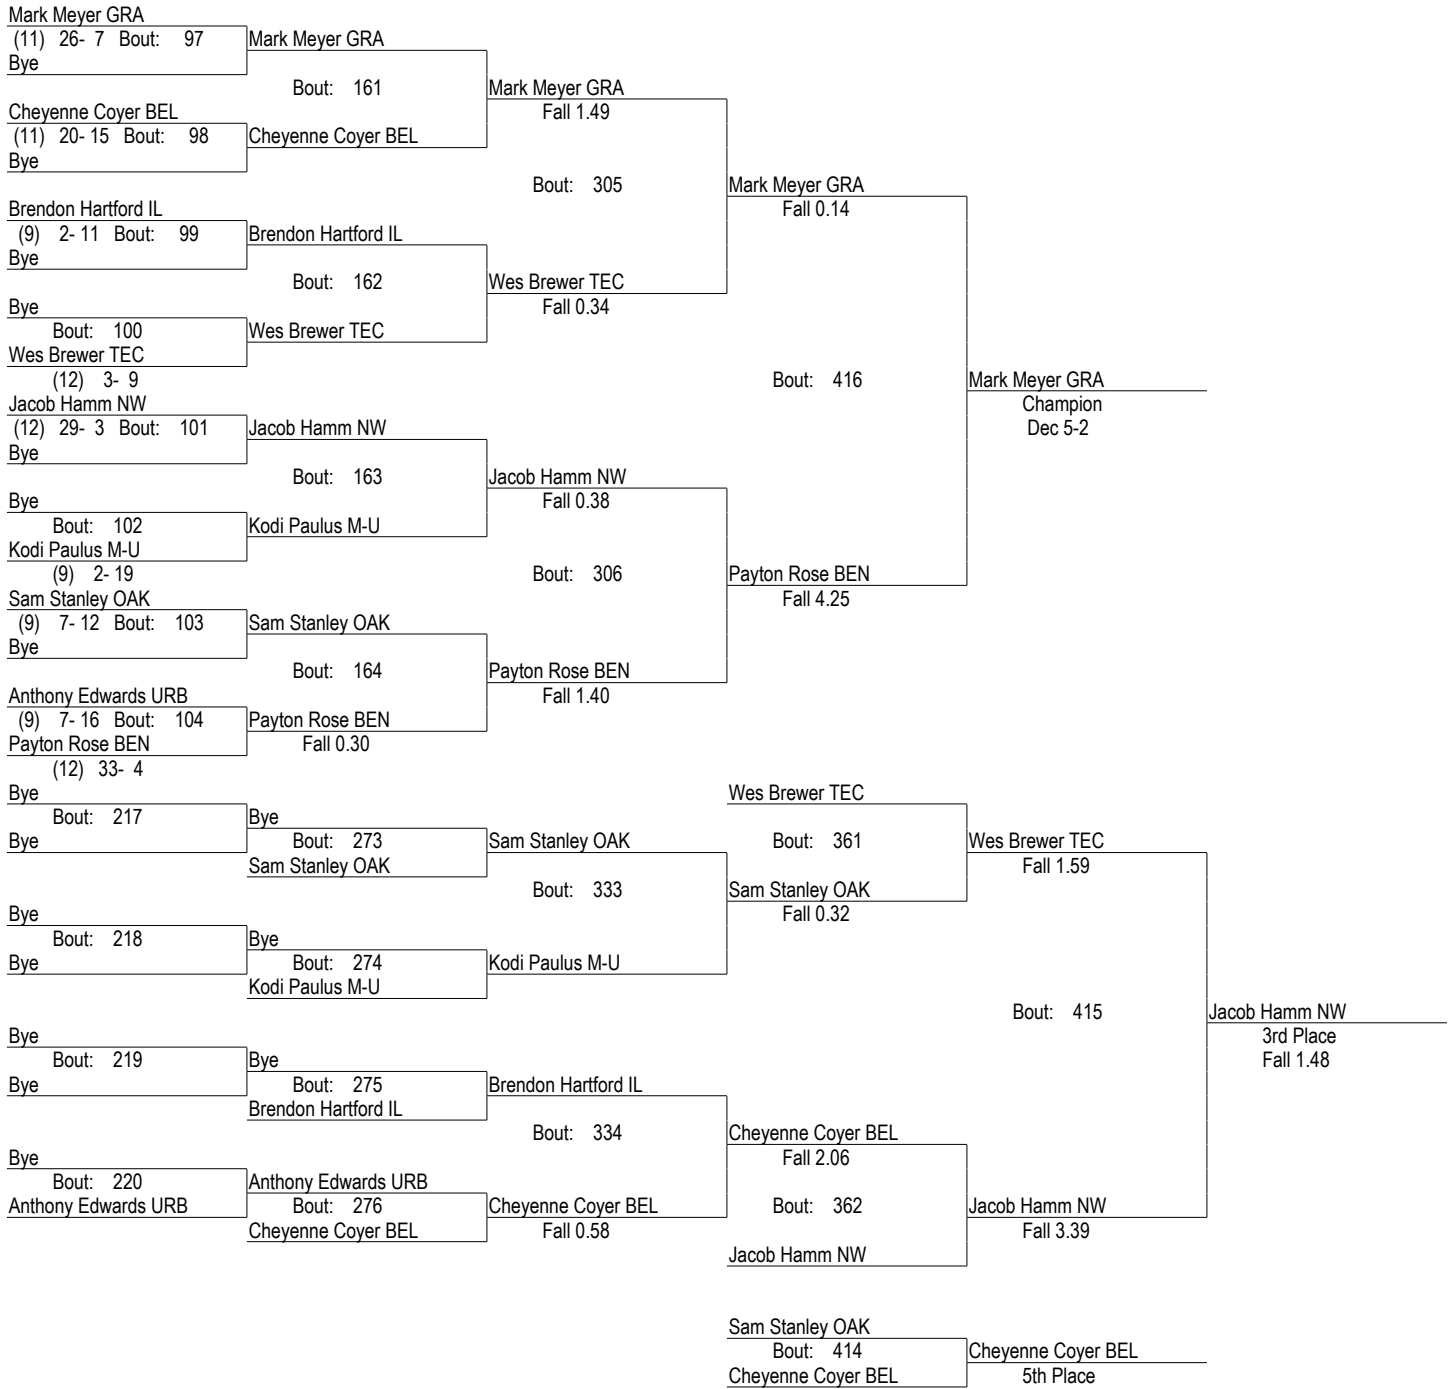 Mark Meyer GRA
(11) 26- 7 Bout: 97 Mark Meyer GRA
Bye
Bout: 161 Mark Meyer GRA
Cheyenne Coyer BEL Fall 1.49
(11) 20- 15 Bout: 98 Cheyenne Coyer BEL
Bye
Bout: 305 Mark Meyer GRA
Brendon Hartford IL Fall 0.14
(9) 2- 11 Bout: 99 Brendon Hartford IL
Bye
Bout: 162 Wes Brewer TEC
Bye Fall 0.34
Bout: 100 Wes Brewer TEC
Wes Brewer TEC
(12) 3- 9 Bout: 416 Mark Meyer GRA
Jacob Hamm NW Champion
(12) 29- 3 Bout: 101 Jacob Hamm NW Dec 5-2
Bye
Bout: 163 Jacob Hamm NW
Bye Fall 0.38
Bout: 102 Kodi Paulus M-U
Kodi Paulus M-U
(9) 2- 19 Bout: 306 Payton Rose BEN
Sam Stanley OAK Fall 4.25
(9) 7- 12 Bout: 103 Sam Stanley OAK
Bye
Bout: 164 Payton Rose BEN
Anthony Edwards URB Fall 1.40
(9) 7- 16 Bout: 104 Payton Rose BEN
Payton Rose BEN Fall 0.30
(12) 33- 4
Bye Wes Brewer TEC
Bout: 217 Bye
Bye Bout: 273 Sam Stanley OAK Bout: 361 Wes Brewer TEC
Sam Stanley OAK Fall 1.59
Bout: 333 Sam Stanley OAK
Bye Fall 0.32
Bout: 218 Bye
Bye Bout: 274 Kodi Paulus M-U
Kodi Paulus M-U
Bout: 415 Jacob Hamm NW
Bye 3rd Place
Bout: 219 Bye Fall 1.48
Bye Bout: 275 Brendon Hartford IL
Brendon Hartford IL
Bout: 334 Cheyenne Coyer BEL
Bye Fall 2.06
Bout: 220 Anthony Edwards URB
Anthony Edwards URB Bout: 276 Cheyenne Coyer BEL Bout: 362 Jacob Hamm NW
Cheyenne Coyer BEL Fall 0.58 Fall 3.39
Jacob Hamm NW
Sam Stanley OAK
Bout: 414 Cheyenne Coyer BEL
Cheyenne Coyer BEL 5th Place